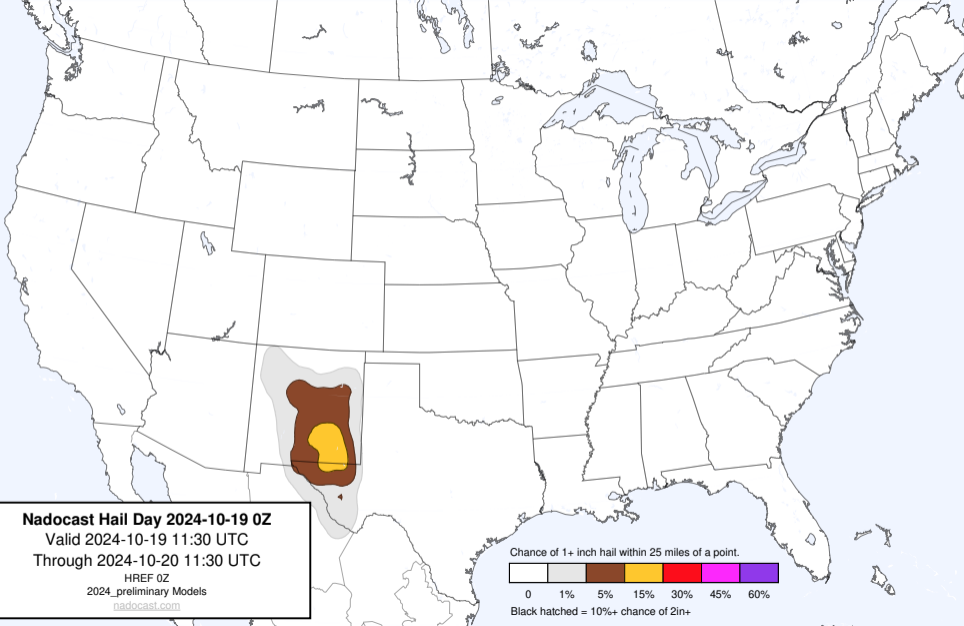 Nadocast Hail Day 2024-10-19 0Z
Valid 2024-10-19 11:30 UTC
Through 2024-10-20 11:30 UTC
HREF 0Z
2024_preliminary Models
nadocast.com
Chance of 1+ inch hail within 25 miles of a point.
0 1% 5% 15% 30% 45% 60%
Black hatched = 10%+ chance of 2in+